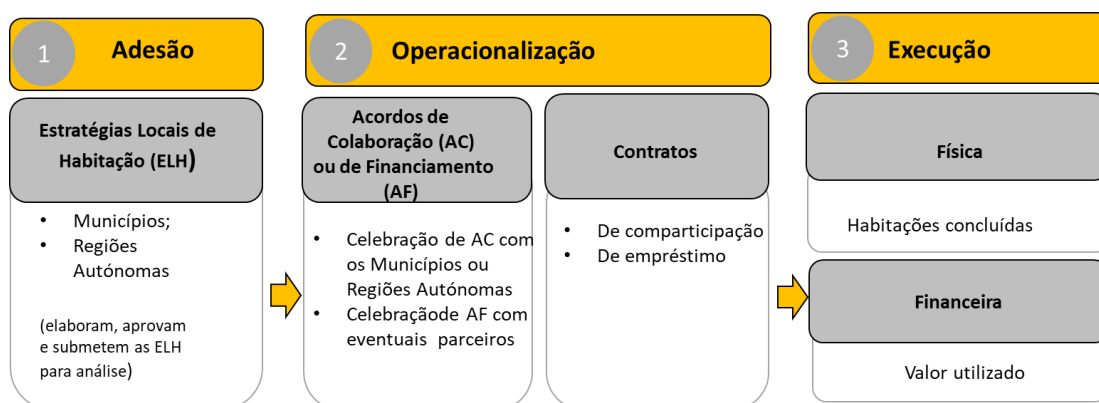 1
Adesão
Estratégias Locais de
Habitação (ELH)
• Municípios;
• Regiões
Autónomas
(elaboram, aprovam
e submetem as ELH
para análise)
2
Operacionalização
Acordos de
Colaboração (AC)
ou de Financiamento
(AF)
• Celebração de AC com
os Municípios ou
Regiões Autónomas
• Celebraçãode AF com
eventuais parceiros
Contratos
• De comparticipação
• De empréstimo
3
Execução
Física
Habitações concluídas
Financeira
Valor utilizado